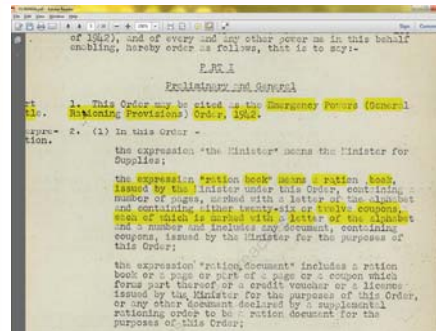 of 1942), and of every and any other power me in this behalf
enabling, hereby order as follows, that is to say:-
PART I
Preliminary and General
1. This Order may be cited as the Emergency Powers (General
Rationing Provisions) Order, 1942.
2. (1) In this Order -
the expression "the Minister" means the Minister for
Supplies;
the expression "ration book" means a ration book,
issued by the Minister under this Order, containing a
number of pages, marked with a letter of the alphabet
and containing either twenty-six or twelve coupons,
each of which is marked with a letter of the alphabet
and a number and includes any document, containing
coupons, issued by the Minister for the purposes of
this Order;
the expression "ration document" includes a ration
book or a page or part of a page or a coupon which
forms part thereof or a credit voucher or a licence
issued by the Minister for the purposes of this Order,
or any other document declared by a supplemental
rationing order to be a ration document for the
purposes of this Order;